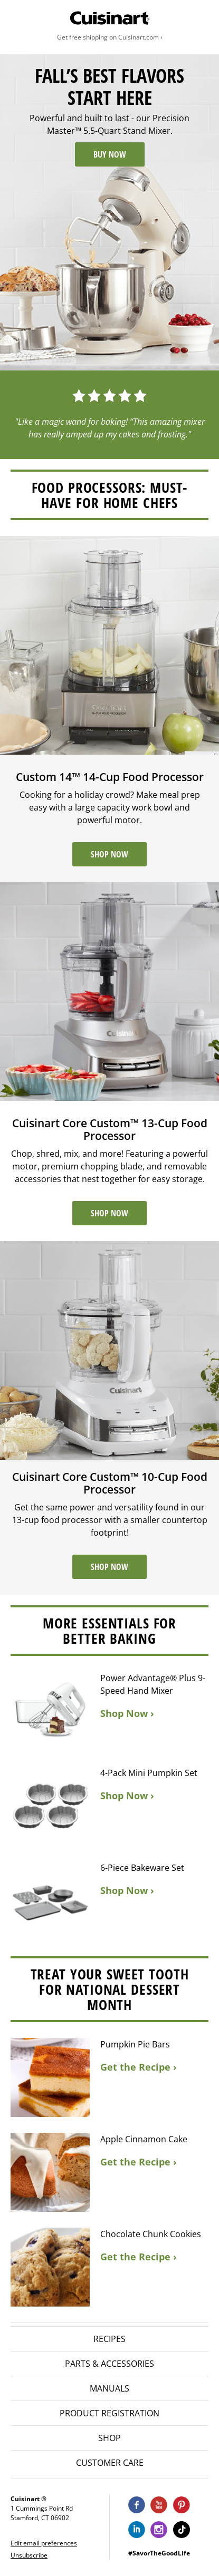 Cuisinart
Get free shipping on Cuisinart.com ›
FALL'S BEST FLAVORS
START HERE
Powerful and built to last - our Precision
Master™ 5.5-Quart Stand Mixer.
BUY NOW
"Like a magic wand for baking! "This amazing mixer
has really amped up my cakes and frosting."
FOOD PROCESSORS: MUST-
HAVE FOR HOME CHEFS
Custom 14™ 14-Cup Food Processor
Cooking for a holiday crowd? Make meal prep
easy with a large capacity work bowl and
powerful motor.
SHOP NOW
Cuisinart
Cuisinart Core Custom™ 13-Cup Food
Processor
Chop, shred, mix, and more! Featuring a powerful
motor, premium chopping blade, and removable
accessories that nest together for easy storage.
SHOP NOW
Cuisinart
Cuisinart Core Custom™ 10-Cup Food
Processor
Get the same power and versatility found in our
13-cup food processor with a smaller countertop
footprint!
SHOP NOW
MORE ESSENTIALS FOR
BETTER BAKING
Power Advantage® Plus 9-
Speed Hand Mixer
Shop Now ›
4-Pack Mini Pumpkin Set
Shop Now ›
6-Piece Bakeware Set
Shop Now ›
TREAT YOUR SWEET TOOTH
FOR NATIONAL DESSERT
MONTH
Pumpkin Pie Bars
Get the Recipe ›
Apple Cinnamon Cake
Get the Recipe ›
Chocolate Chunk Cookies
Get the Recipe ›
RECIPES
PARTS & ACCESSORIES
MANUALS
PRODUCT REGISTRATION
SHOP
CUSTOMER CARE
Cuisinart ®
1 Cummings Point Rd
Stamford, CT 06902
Edit email preferences
Unsubscribe
#SavorTheGoodLife